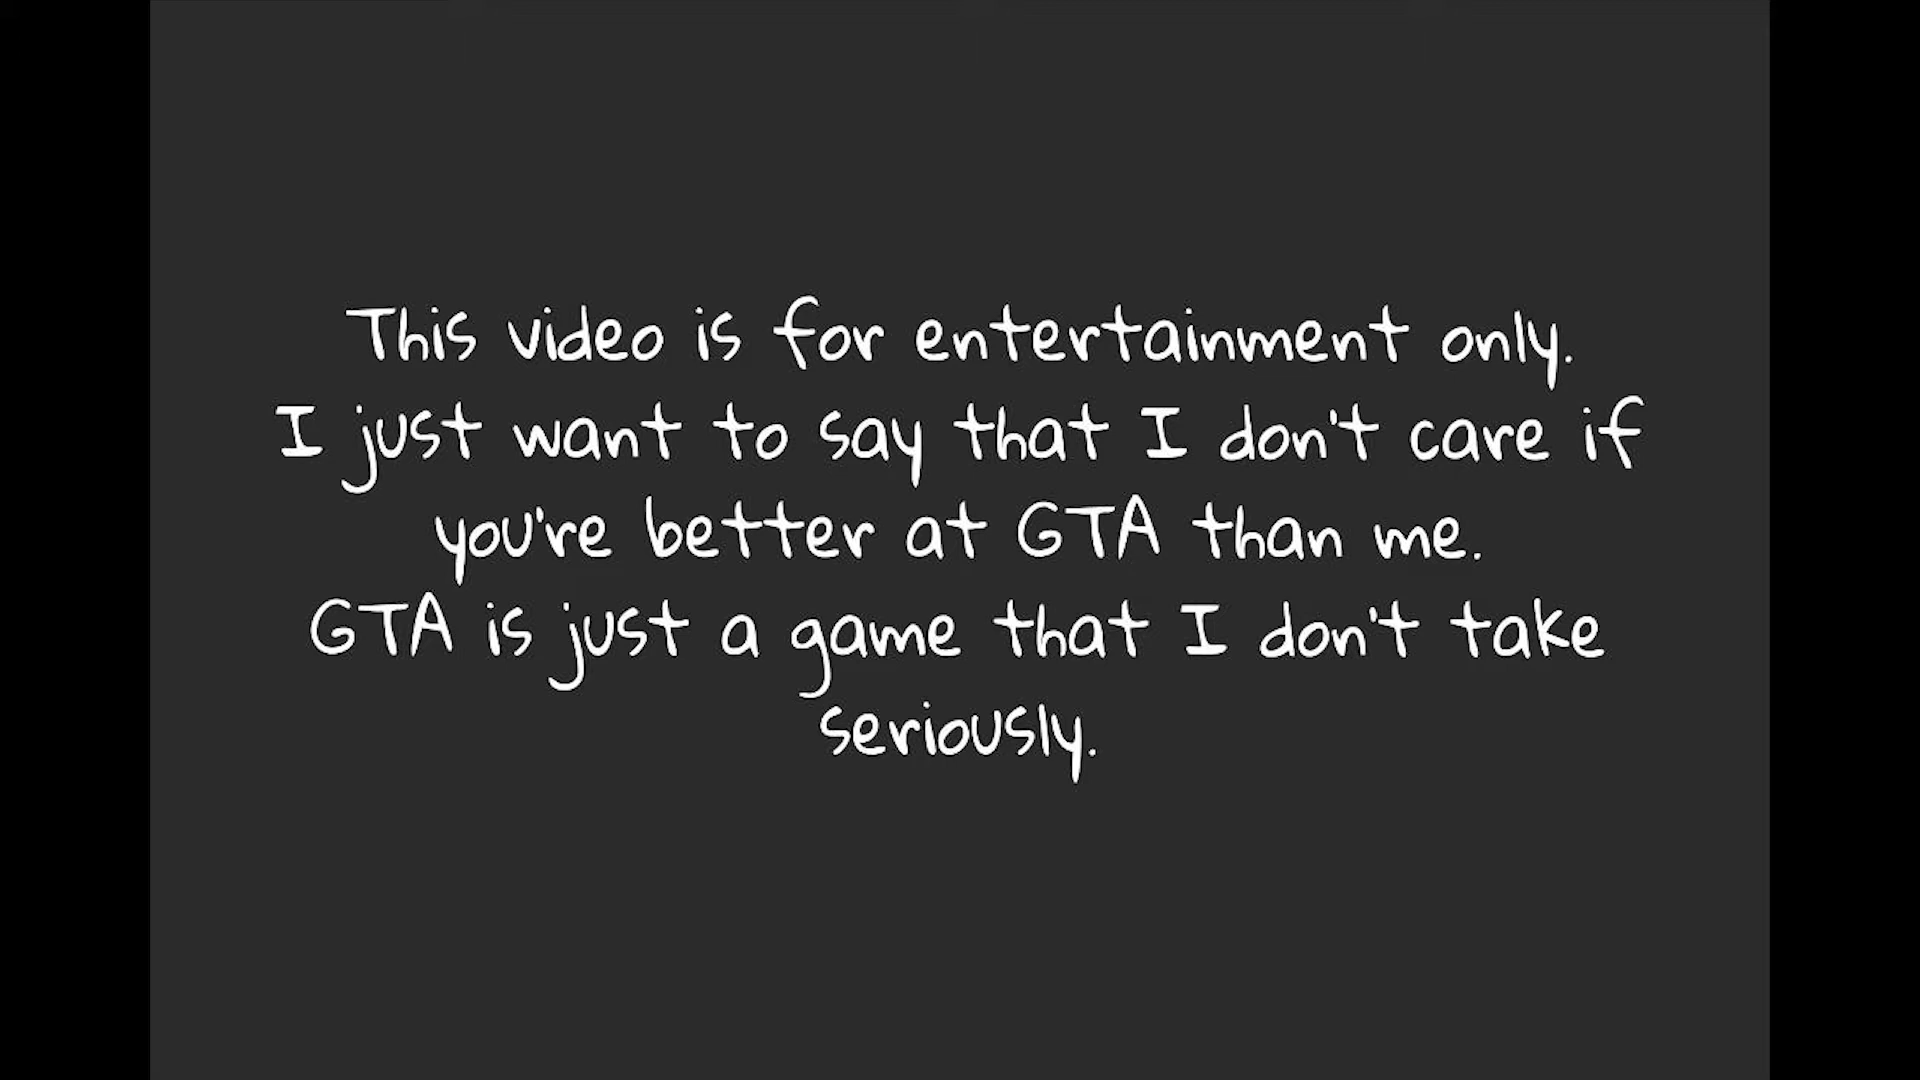 This video is for entertainment only.
I just want to say that I don't care if
you're better at GTA than me.
GTA is just a game that I don't take
seriously.